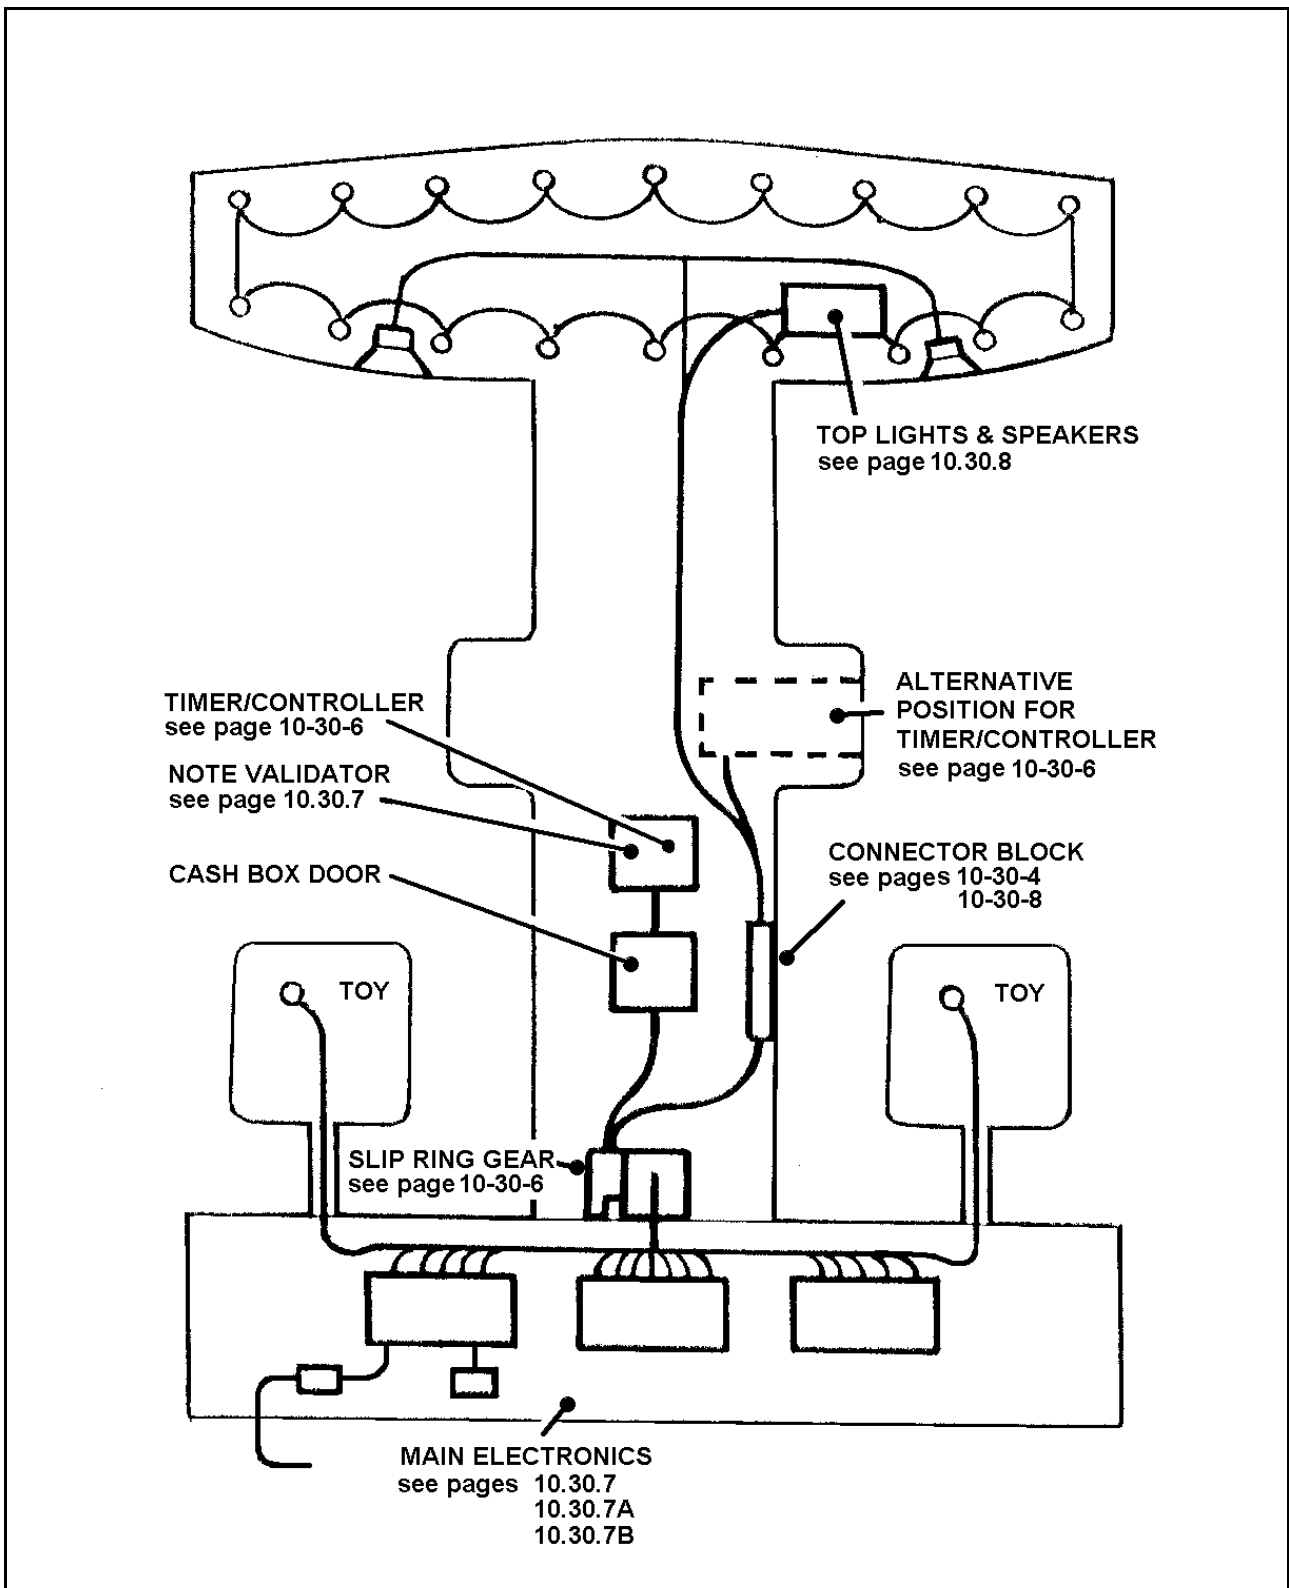 TOP LIGHTS & SPEAKERS
see page 10.30.8
TIMER/CONTROLLER
see page 10-30-6
NOTE VALIDATOR
see page 10.30.7
CASH BOX DOOR
ALTERNATIVE
POSITION FOR
TIMER/CONTROLLER
see page 10-30-6
CONNECTOR BLOCK
see pages 10-30-4
10-30-8
TOY
TOY
SLIP RING GEAR
see page 10-30-6
MAIN ELECTRONICS
see pages 10.30.7
10.30.7A
10.30.7B